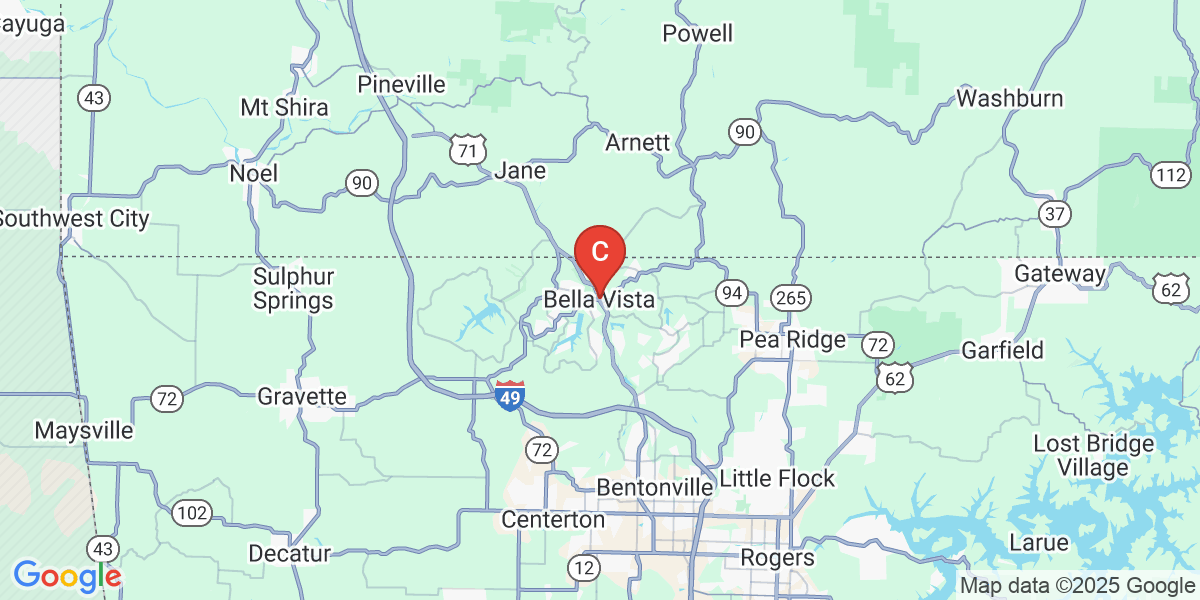 Cayuga
Powell
43
Pineville
Mt Shira
Washburn
71
Arnett
90
Noel
Jane
90
112
Southwest City
37
C
Sulphur
Springs
Gateway
62
Bella Vista
94
265
Pea Ridge
72
Garfield
62
72
Gravette
49
Maysville
72
Lost Bridge
Village
Little Flock
Bentonville
102
Centerton
43
Decatur
Rogers
Larue
12
Google
Map data ©2025 Google